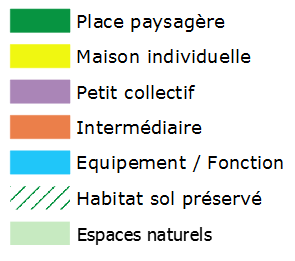 Place paysagère
Maison individuelle
Petit collectif
Intermédiaire
Equipement / Fonction
Habitat sol préservé
Espaces naturels